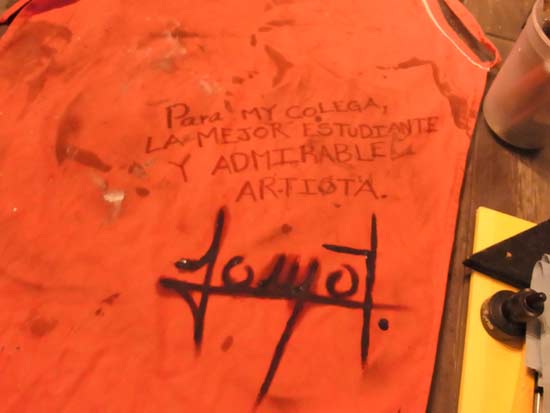 Para MY COLEGA,
LA MEJOR ESTUDIANTE
Y ADMIRABLE
ARTISTA.